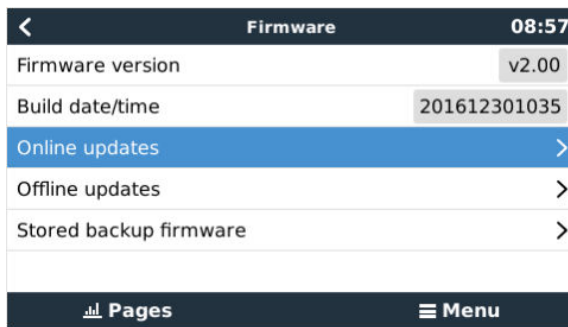 Firmware 08:57
Firmware version v2.00
Build date/time 201612301035
Online updates
Offline updates
Stored backup firmware
Pages Menu